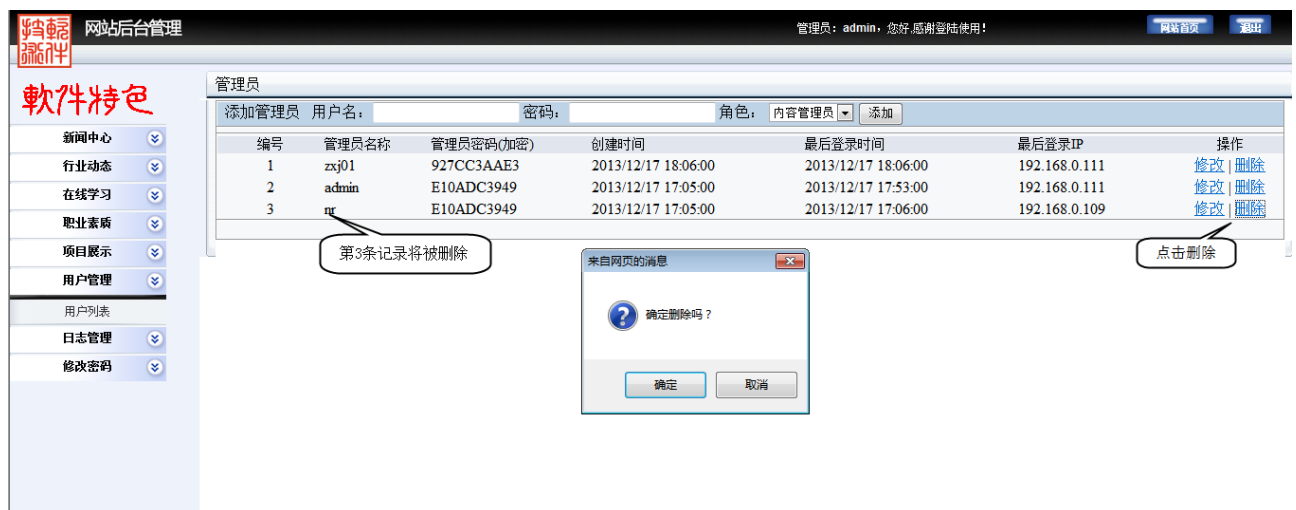 网站后台管理
管理员：admin，您好,感谢登陆使用！
网站首页 退出
軟件特色
管理员
添加管理员 用户名： 密码： 角色： 内容管理员 添加
编号 管理员名称 管理员密码(加密) 创建时间 最后登录时间 最后登录IP 操作
1 zxj01 927CC3AAE3 2013/12/17 18:06:00 2013/12/17 18:06:00 192.168.0.111 修改 | 删除
2 admin E10ADC3949 2013/12/17 17:05:00 2013/12/17 17:53:00 192.168.0.111 修改 | 删除
3 nr E10ADC3949 2013/12/17 17:05:00 2013/12/17 17:06:00 192.168.0.109 修改 | 删除
第3条记录将被删除
点击删除
新闻中心
行业动态
在线学习
职业素质
项目展示
用户管理
用户列表
日志管理
修改密码
来自网页的消息
确定删除吗？
确定 取消